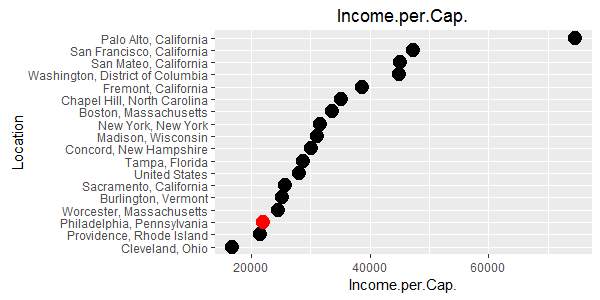 Income.per.Cap.
Location
Palo Alto, California
San Francisco, California
San Mateo, California
Washington, District of Columbia
Fremont, California
Chapel Hill, North Carolina
Boston, Massachusetts
New York, New York
Madison, Wisconsin
Concord, New Hampshire
Tampa, Florida
United States
Sacramento, California
Burlington, Vermont
Worcester, Massachusetts
Philadelphia, Pennsylvania
Providence, Rhode Island
Cleveland, Ohio
20000 40000 60000
Income.per.Cap.